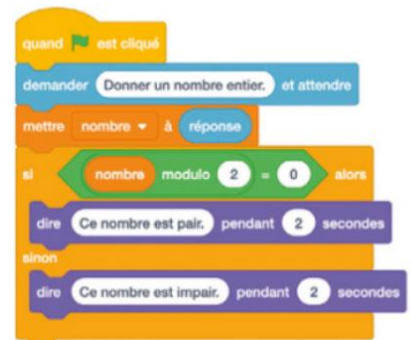 quand est cliqué
demander Donner un nombre entier. et attendre
mettre nombre à réponse
si nombre modulo 2 = 0 alors
dire Ce nombre est pair. pendant 2 secondes
sinon
dire Ce nombre est impair. pendant 2 secondes